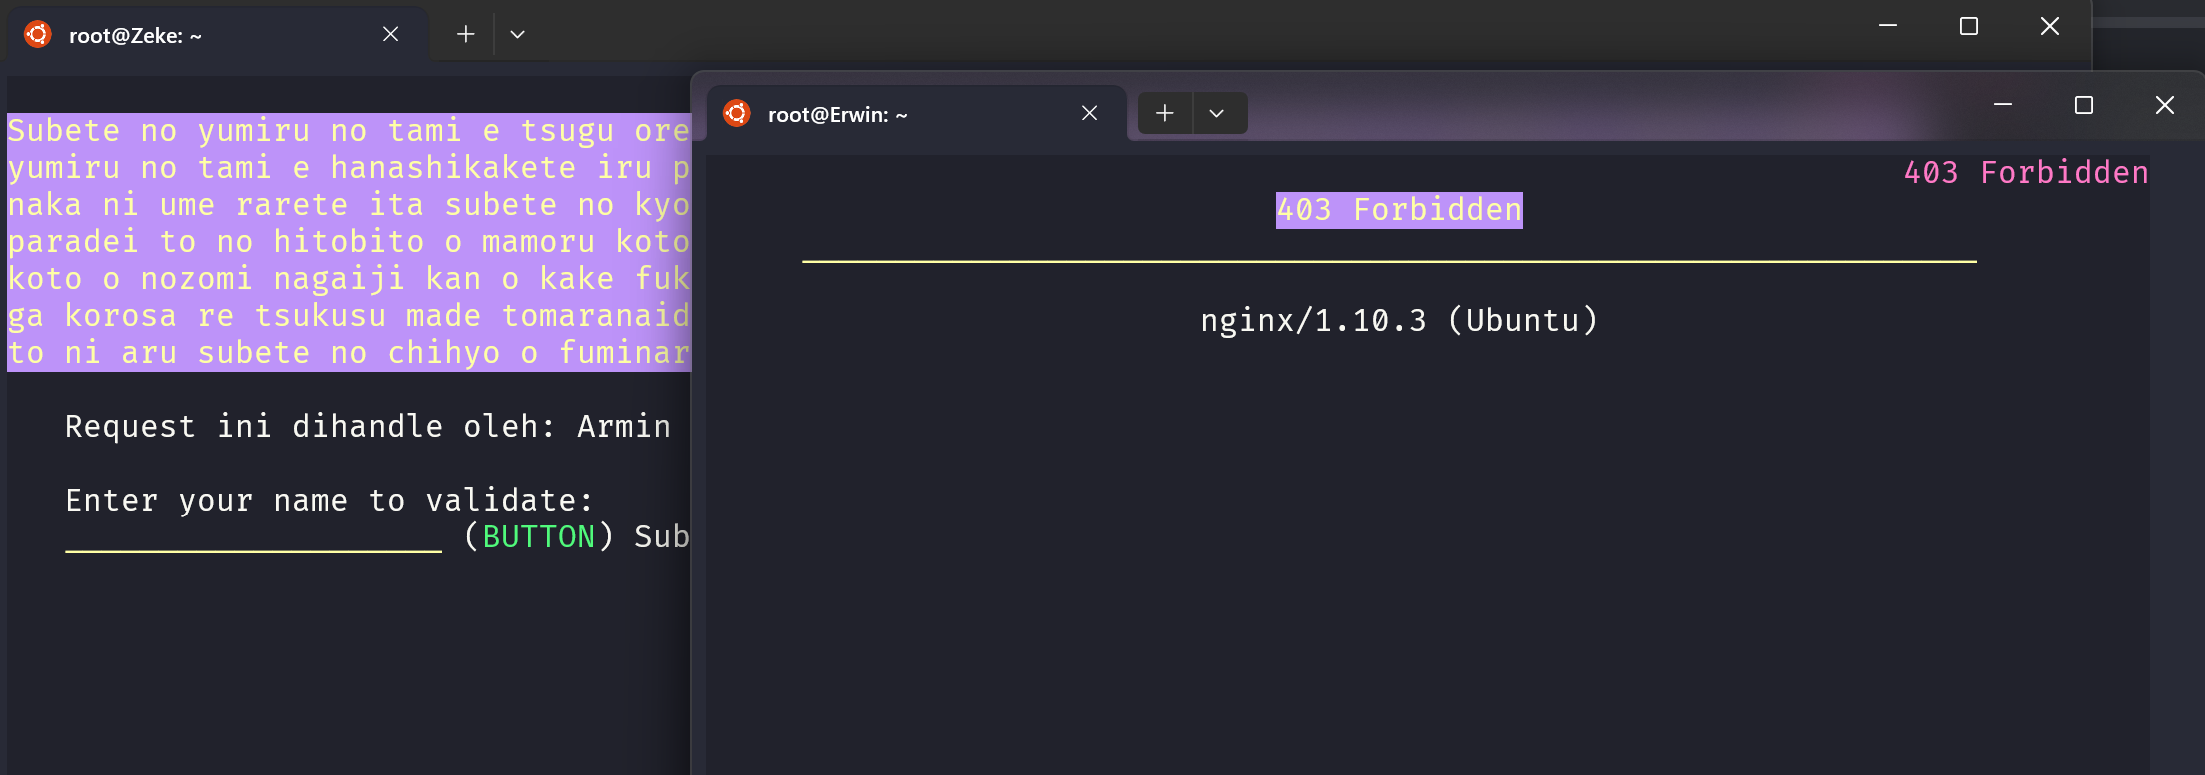 root@Zeke: ~
Subete no yumiru no tami e tsugu ore
yumiru no tami e hanashikakete iru p
naka ni ume rarete ita subete no kyo
paradei to no hitobito o mamoru koto
koto o nozomi nagaiji kan o kake fuk
ga korosa re tsukusu made tomaranaid
to ni aru subete no chihyo o fuminar
Request ini dihandle oleh: Armin
Enter your name to validate:
____________________ (BUTTON) Sub
root@Erwin: ~
403 Forbidden
403 Forbidden
nginx/1.10.3 (Ubuntu)